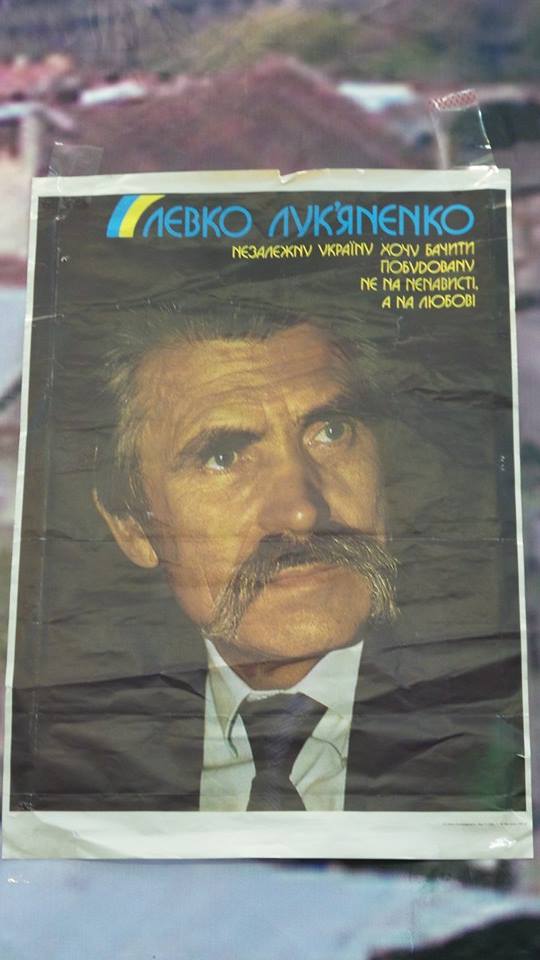 ЛЕВКО ЛУК'ЯНЕНКО
НЕЗАЛЕЖНУ УКРАЇНУ ХОЧУ БАЧИТИ
ПОБУДОВАНУ
НЕ НА НЕНАВИСТІ,
А НА ЛЮБОВІ